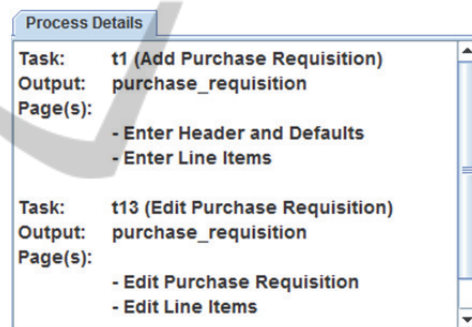 Process Details
Task: t1 (Add Purchase Requisition)
Output: purchase_requisition
Page(s):
- Enter Header and Defaults
- Enter Line Items
Task: t13 (Edit Purchase Requisition)
Output: purchase_requisition
Page(s):
- Edit Purchase Requisition
- Edit Line Items